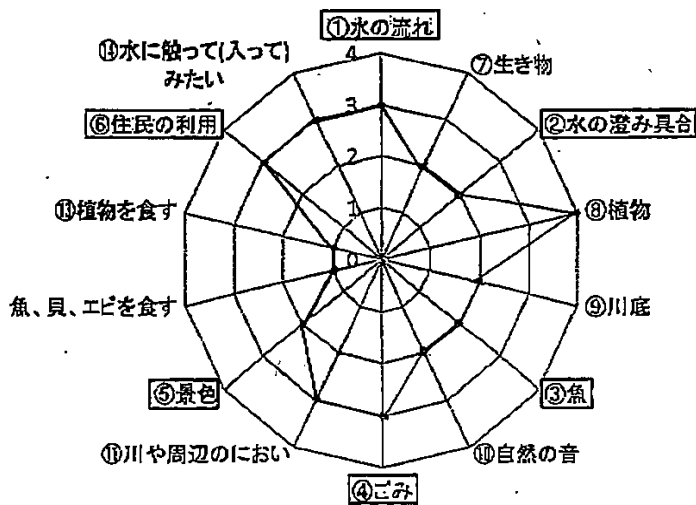 ①水の流れ
⑭水に触って(入って)
みたい
⑦生き物
⑥住民の利用
②水の澄み具合
⑬植物を食す
⑧植物
魚、貝、エビを食す
⑨川底
⑤景色
③魚
⑪川や周辺のにおい
⑩自然の音
④ごみ
4
3
2
1
0